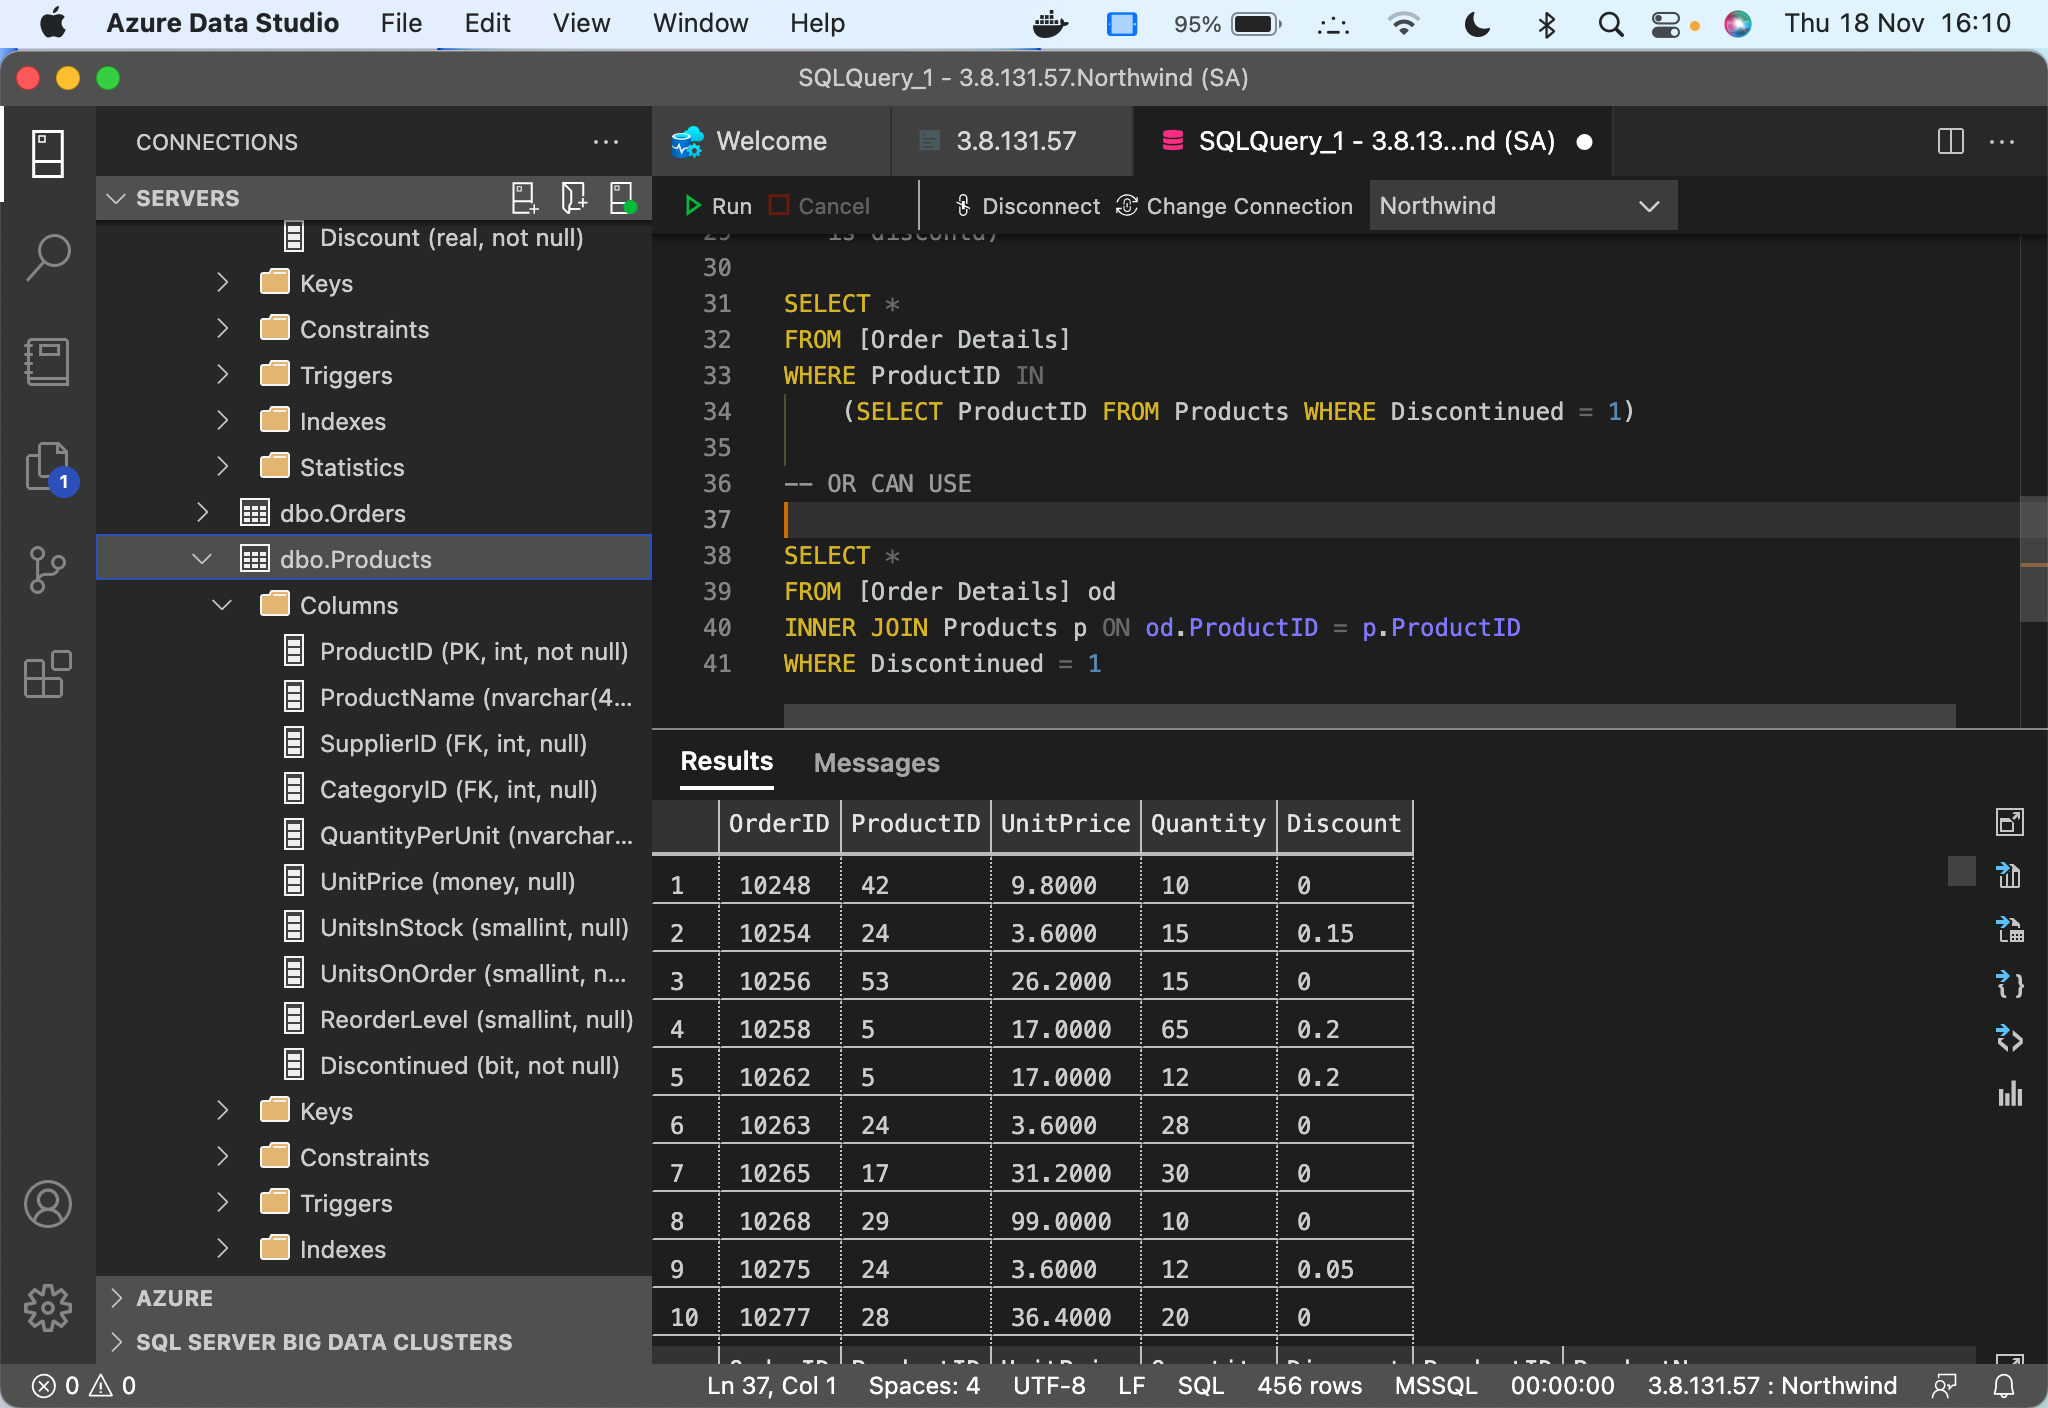 Azure Data Studio File Edit View Window Help 95% Thu 18 Nov 16:10
SQLQuery_1 - 3.8.131.57.Northwind (SA)
CONNECTIONS
SERVERS
Discount (real, not null)
Keys
Constraints
Triggers
Indexes
Statistics
dbo.Orders
dbo.Products
Columns
ProductID (PK, int, not null)
ProductName (nvarchar(4...
SupplierID (FK, int, null)
CategoryID (FK, int, null)
QuantityPerUnit (nvarchar...
UnitPrice (money, null)
UnitsInStock (smallint, null)
UnitsOnOrder (smallint, n...
ReorderLevel (smallint, null)
Discontinued (bit, not null)
Keys
Constraints
Triggers
Indexes
AZURE
SQL SERVER BIG DATA CLUSTERS
1
Welcome 3.8.131.57 SQLQuery_1 - 3.8.13...nd (SA)
Run Cancel Disconnect Change Connection Northwind
29 is discontd)
30
31 SELECT *
32 FROM [Order Details]
33 WHERE ProductID IN
34 (SELECT ProductID FROM Products WHERE Discontinued = 1)
35
36 -- OR CAN USE
37
38 SELECT *
39 FROM [Order Details] od
40 INNER JOIN Products p ON od.ProductID = p.ProductID
41 WHERE Discontinued = 1
Results Messages
OrderID ProductID UnitPrice Quantity Discount
1 10248 42 9.8000 10 0
2 10254 24 3.6000 15 0.15
3 10256 53 26.2000 15 0
4 10258 5 17.0000 65 0.2
5 10262 5 17.0000 12 0.2
6 10263 24 3.6000 28 0
7 10265 17 31.2000 30 0
8 10268 29 99.0000 10 0
9 10275 24 3.6000 12 0.05
10 10277 28 36.4000 20 0
OrderID ProductID UnitPrice Quantity Discount ProductID
0 0 Ln 37, Col 1 Spaces: 4 UTF-8 LF SQL 456 rows MSSQL 00:00:00 3.8.131.57 : Northwind